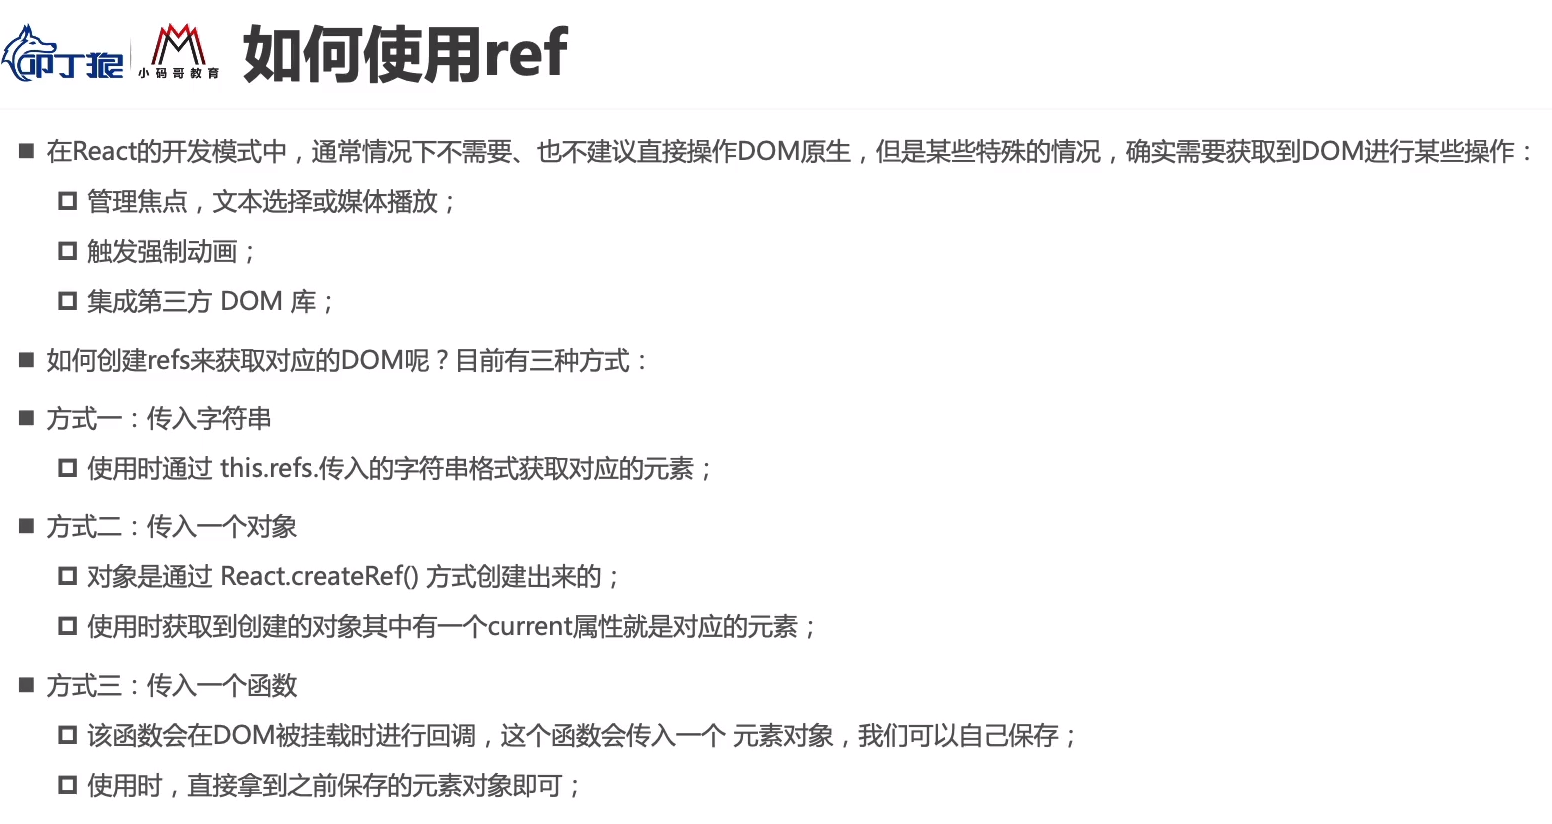 叩丁狼
小码哥教育
如何使用ref
在React的开发模式中，通常情况下不需要、也不建议直接操作DOM原生，但是某些特殊的情况，确实需要获取到DOM进行某些操作：
管理焦点，文本选择或媒体播放；
触发强制动画；
集成第三方 DOM 库；
如何创建refs来获取对应的DOM呢？目前有三种方式：
方式一：传入字符串
使用时通过 this.refs.传入的字符串格式获取对应的元素；
方式二：传入一个对象
对象是通过 React.createRef() 方式创建出来的；
使用时获取到创建的对象其中有一个current属性就是对应的元素；
方式三：传入一个函数
该函数会在DOM被挂载时进行回调，这个函数会传入一个 元素对象，我们可以自己保存；
使用时，直接拿到之前保存的元素对象即可；